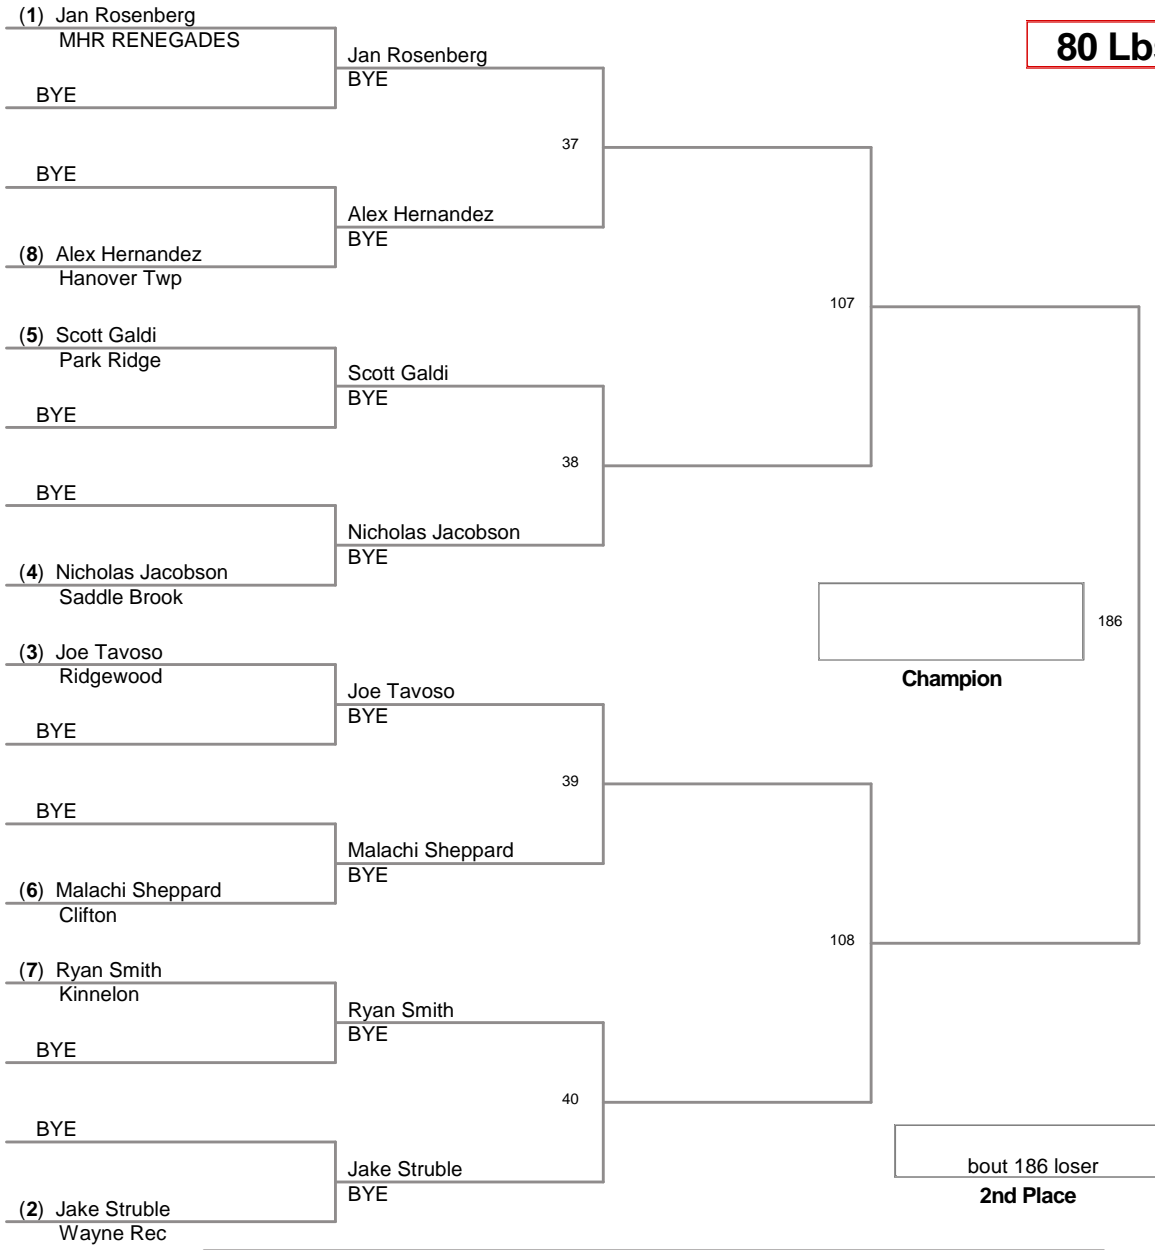 (1) Jan Rosenberg
MHR RENEGADES
BYE
BYE
(8) Alex Hernandez
Hanover Twp
(5) Scott Galdi
Park Ridge
BYE
BYE
(4) Nicholas Jacobson
Saddle Brook
(3) Joe Tavoso
Ridgewood
BYE
BYE
(6) Malachi Sheppard
Clifton
(7) Ryan Smith
Kinnelon
BYE
BYE
(2) Jake Struble
Wayne Rec
Jan Rosenberg
BYE
Alex Hernandez
BYE
Scott Galdi
BYE
Nicholas Jacobson
BYE
Joe Tavoso
BYE
Malachi Sheppard
BYE
Ryan Smith
BYE
Jake Struble
BYE
37
38
39
40
107
108
80 Lb
186
Champion
bout 186 loser
2nd Place